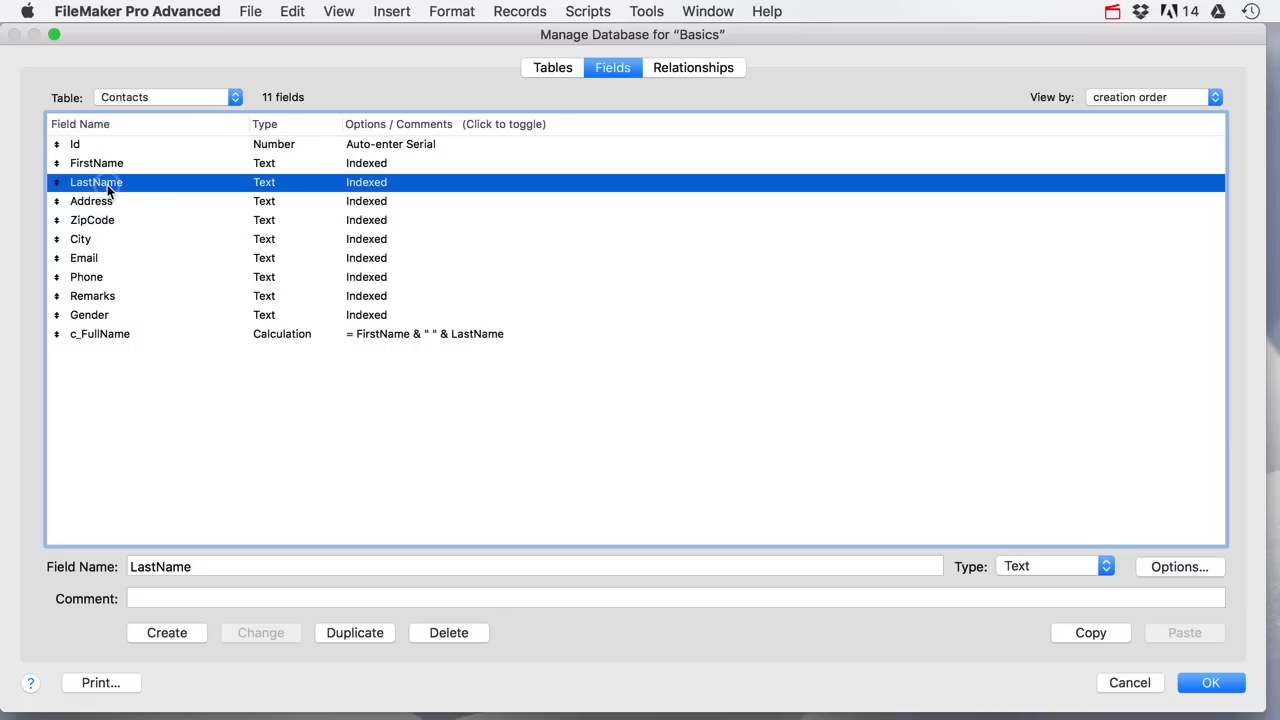 FileMaker Pro Advanced File Edit View Insert Format Records Scripts Tools Window Help 14
Manage Database for “Basics”
Tables Fields Relationships
Table: Contacts 11 fields View by: creation order
Field Name Type Options / Comments (Click to toggle)
Id Number Auto-enter Serial
FirstName Text Indexed
LastName Text Indexed
Address Text Indexed
ZipCode Text Indexed
City Text Indexed
Email Text Indexed
Phone Text Indexed
Remarks Text Indexed
Gender Text Indexed
c_FullName Calculation = FirstName & " " & LastName
Field Name: LastName Type: Text Options...
Comment:
Create Change Duplicate Delete Copy Paste
? Print... Cancel OK